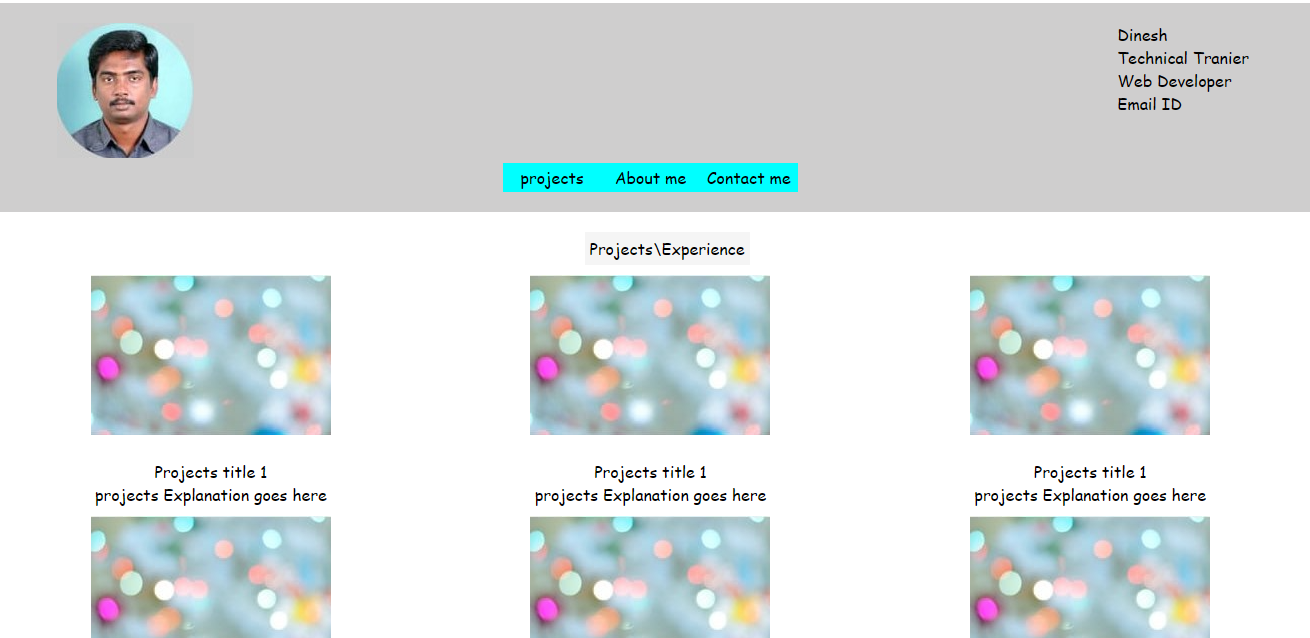 Dinesh
Technical Tranier
Web Developer
Email ID
projects About me Contact me
Projects\Experience
Projects title 1 Projects title 1 Projects title 1
projects Explanation goes here projects Explanation goes here projects Explanation goes here